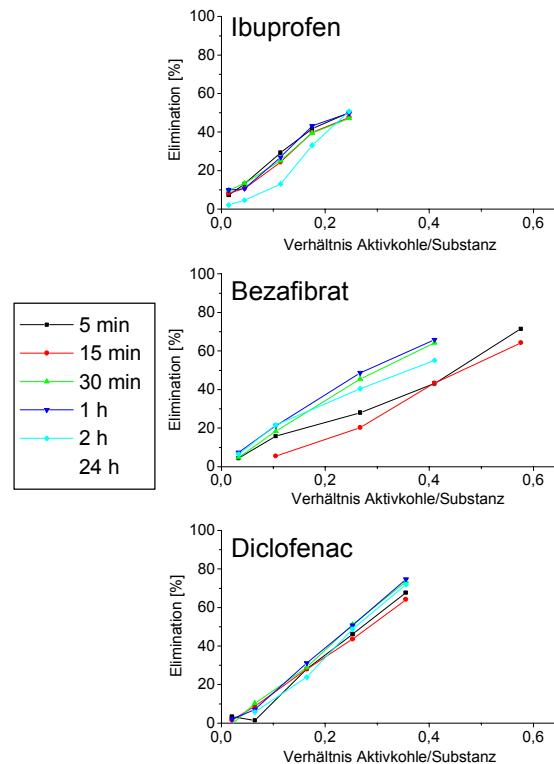 Ibuprofen
100
80
60
40
20
0
Elimination [%]
0,0 0,2 0,4 0,6
Verhältnis Aktivkohle/Substanz
5 min
15 min
30 min
1 h
2 h
24 h
Bezafibrat
100
80
60
40
20
0
Elimination [%]
0,0 0,2 0,4 0,6
Verhältnis Aktivkohle/Substanz
Diclofenac
100
80
60
40
20
0
Elimination [%]
0,0 0,2 0,4 0,6
Verhältnis Aktivkohle/Substanz